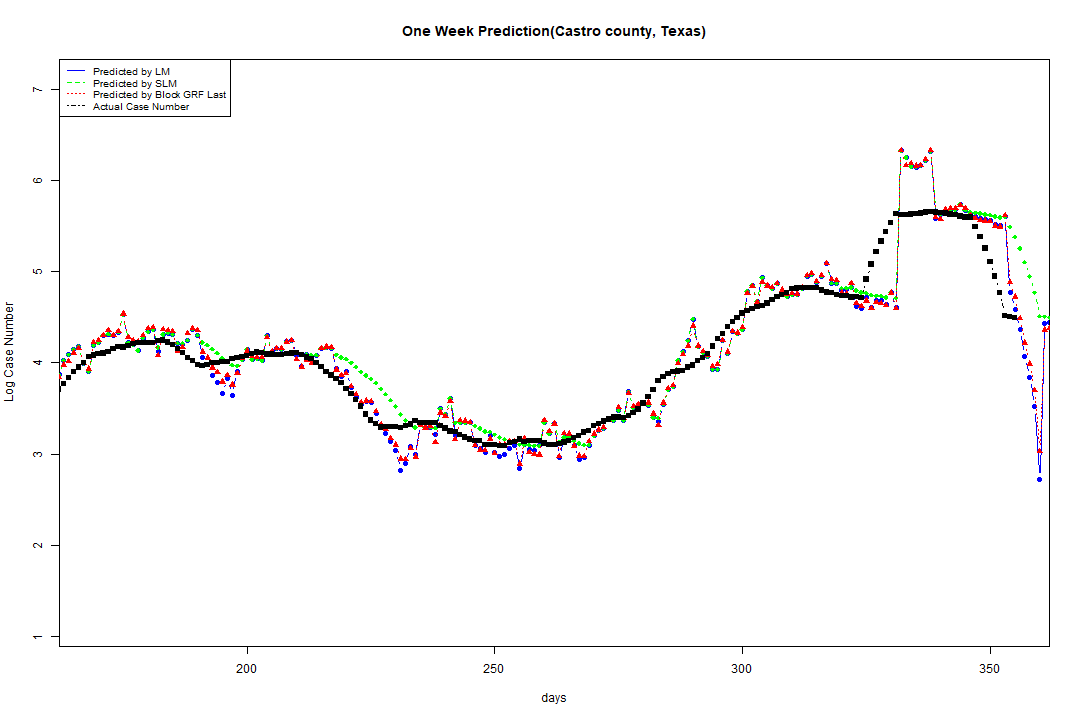 One Week Prediction(Castro county, Texas)
Predicted by LM
Predicted by SLM
Predicted by Block GRF Last
Actual Case Number
7
6
5
4
3
2
1
Log Case Number
200 250 300 350
days